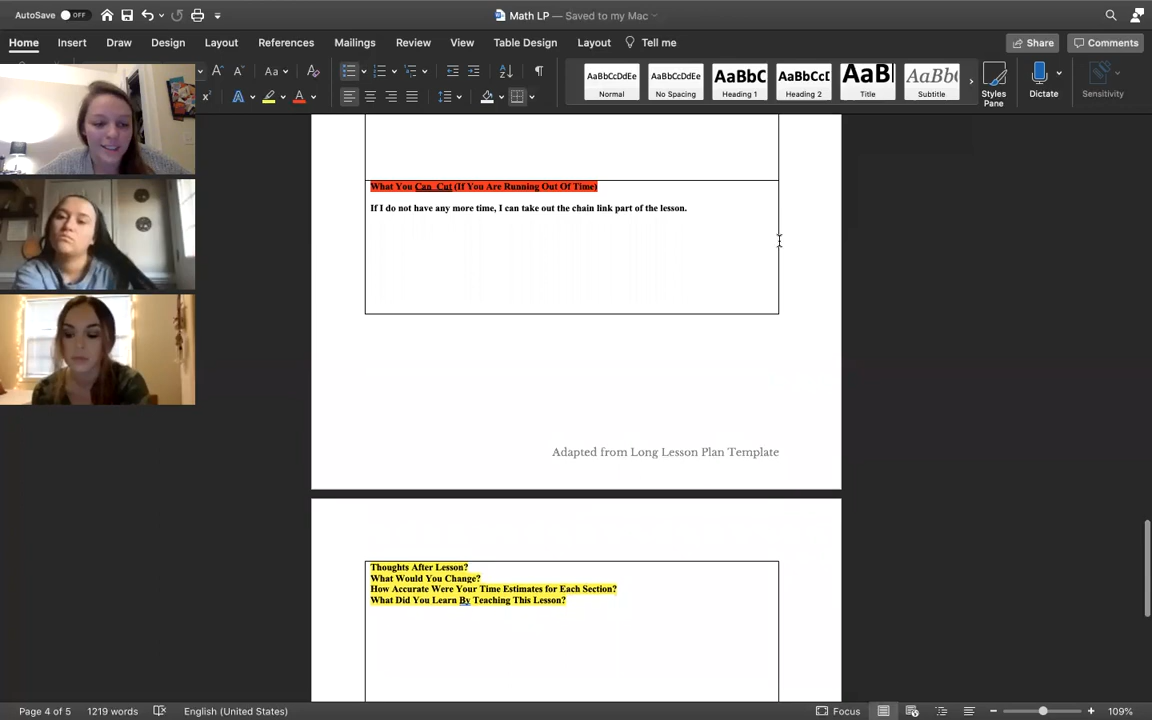 AutoSave OFF
Math LP — Saved to my Mac
Home Insert Draw Design Layout References Mailings Review View Table Design Layout Tell me
Share Comments
Aa
AaBbCcDdEe AaBbCcDdEe AaBbC AaBbCcI AaB AaBb(
Normal No Spacing Heading 1 Heading 2 Title Subtitle
Styles Pane
Dictate
Sensitivity
What You Can Cut (If You Are Running Out Of Time)
If I do not have any more time, I can take out the chain link part of the lesson.
Adapted from Long Lesson Plan Template
Thoughts After Lesson?
What Would You Change?
How Accurate Were Your Time Estimates for Each Section?
What Did You Learn By Teaching This Lesson?
Page 4 of 5 1219 words English (United States) Focus 109%